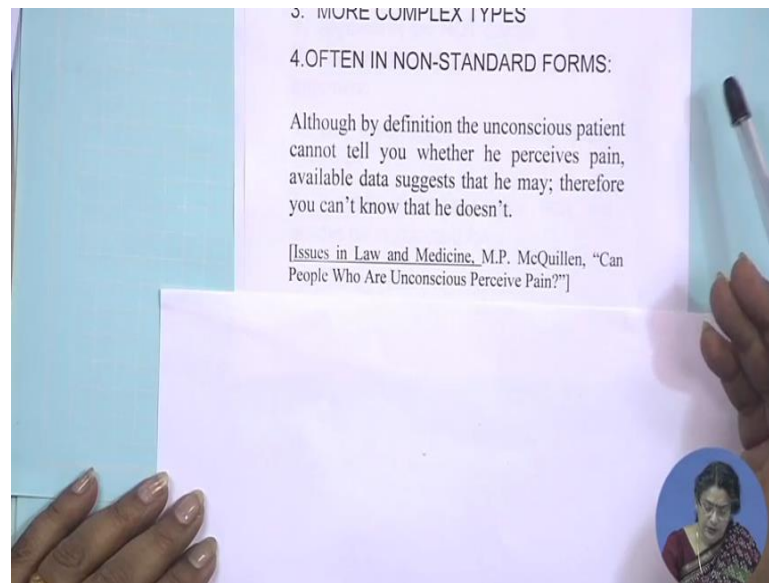 3. MORE COMPLEX TYPES
4.OFTEN IN NON-STANDARD FORMS:
Although by definition the unconscious patient
cannot tell you whether he perceives pain,
available data suggests that he may; therefore
you can't know that he doesn't.
[Issues in Law and Medicine, M.P. McQuillen, “Can
People Who Are Unconscious Perceive Pain?”]